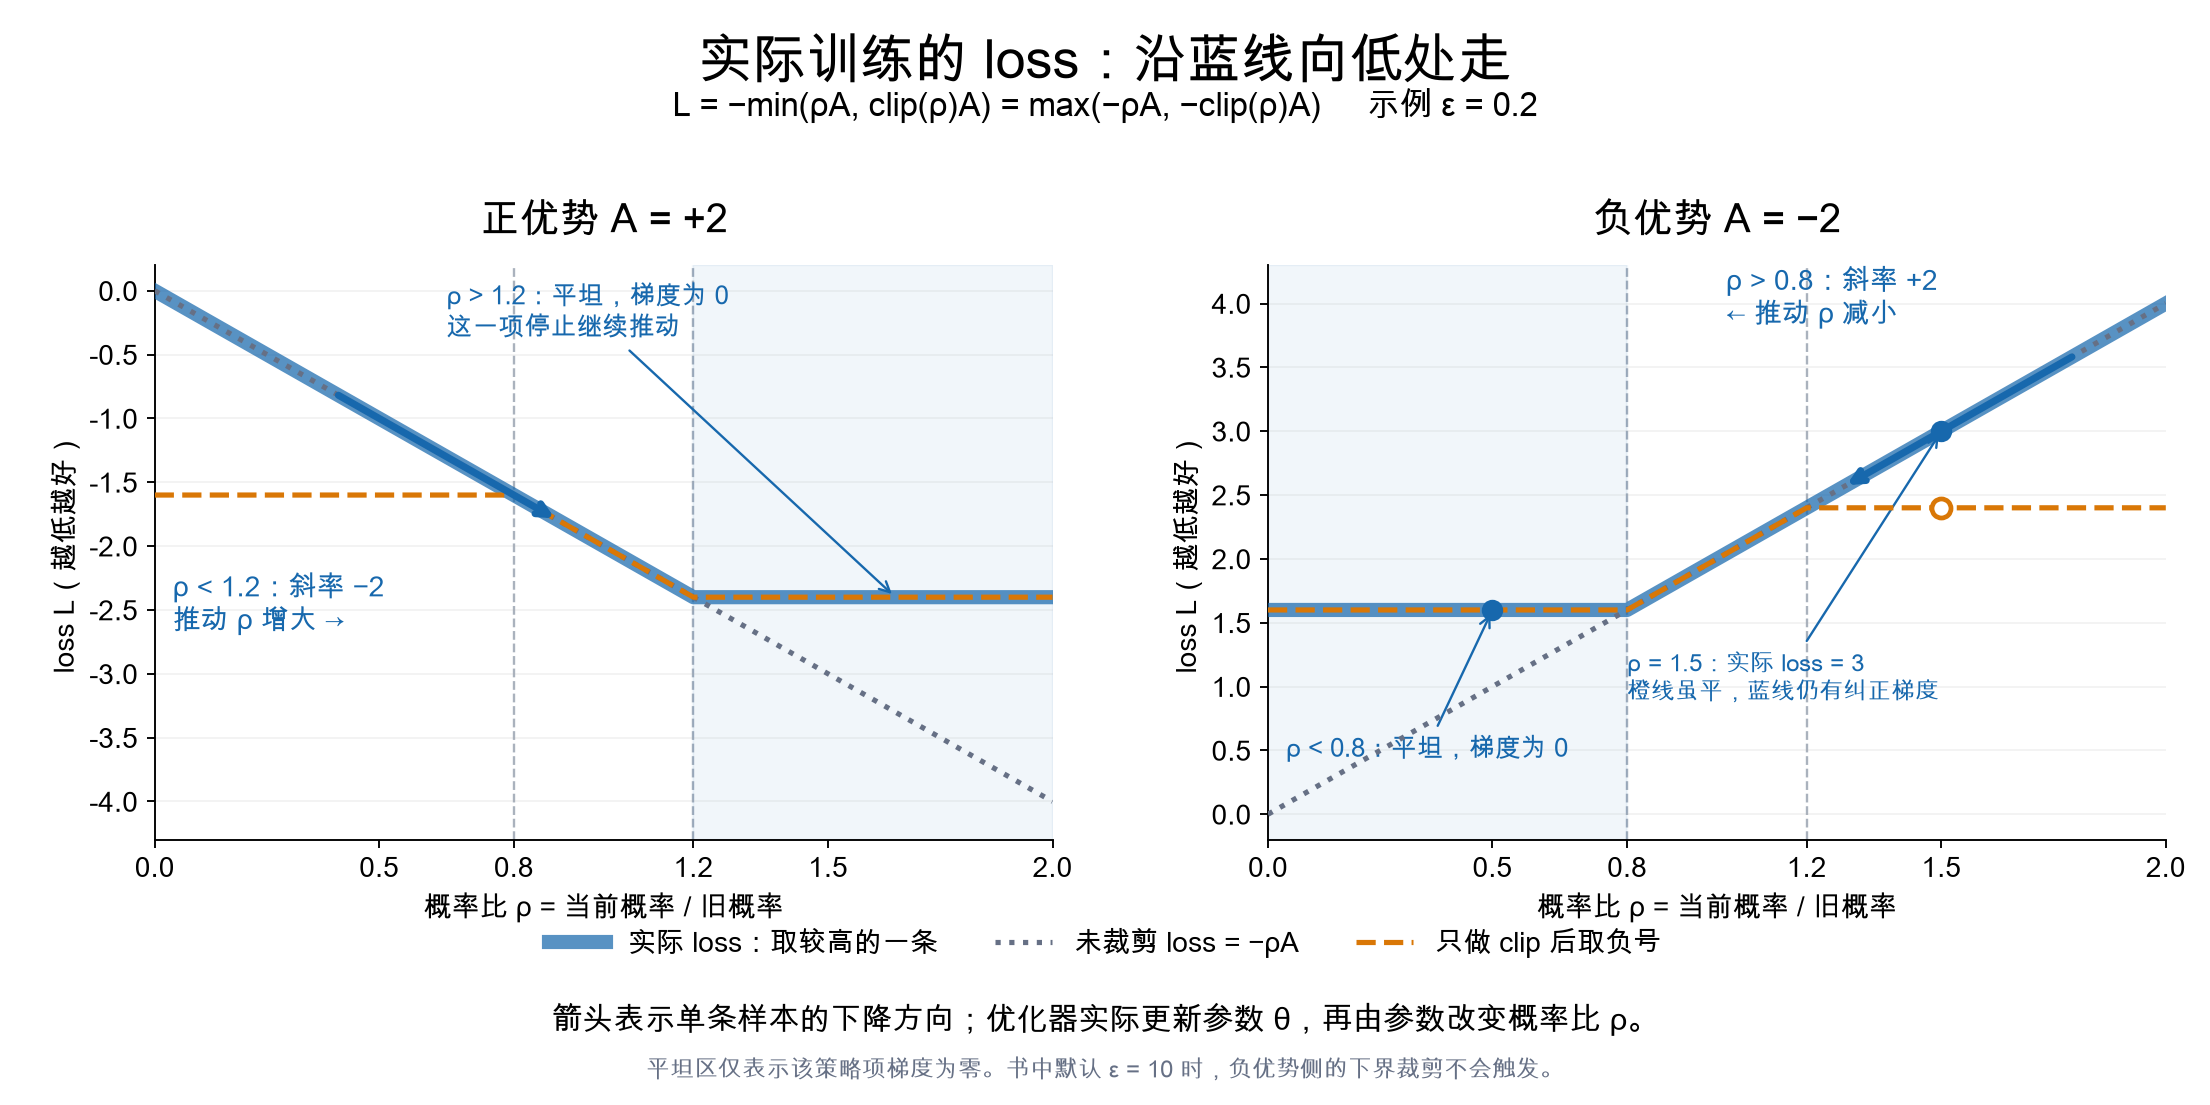 实际训练的 loss：沿蓝线向低处走
L = −min(ρA, clip(ρ)A) = max(−ρA, −clip(ρ)A)      示例 ε = 0.2
正优势 A = +2
ρ > 1.2：平坦，梯度为 0
这一项停止继续推动
ρ < 1.2：斜率 −2
推动 ρ 增大 →
loss L（越低越好）
0.0
-0.5
-1.0
-1.5
-2.0
-2.5
-3.0
-3.5
-4.0
0.0 0.5 0.8 1.2 1.5 2.0
概率比 ρ = 当前概率 / 旧概率
负优势 A = −2
ρ > 0.8：斜率 +2
← 推动 ρ 减小
ρ = 1.5：实际 loss = 3
橙线虽平，蓝线仍有纠正梯度
ρ < 0.8：平坦，梯度为 0
loss L（越低越好）
4.0
3.5
3.0
2.5
2.0
1.5
1.0
0.5
0.0
0.0 0.5 0.8 1.2 1.5 2.0
概率比 ρ = 当前概率 / 旧概率
实际 loss：取较高的一条 未裁剪 loss = −ρA 只做 clip 后取负号
箭头表示单条样本的下降方向；优化器实际更新参数 θ，再由参数改变概率比 ρ。
平坦区仅表示该策略项梯度为零。书中默认 ε = 10 时，负优势侧的下界裁剪不会触发。